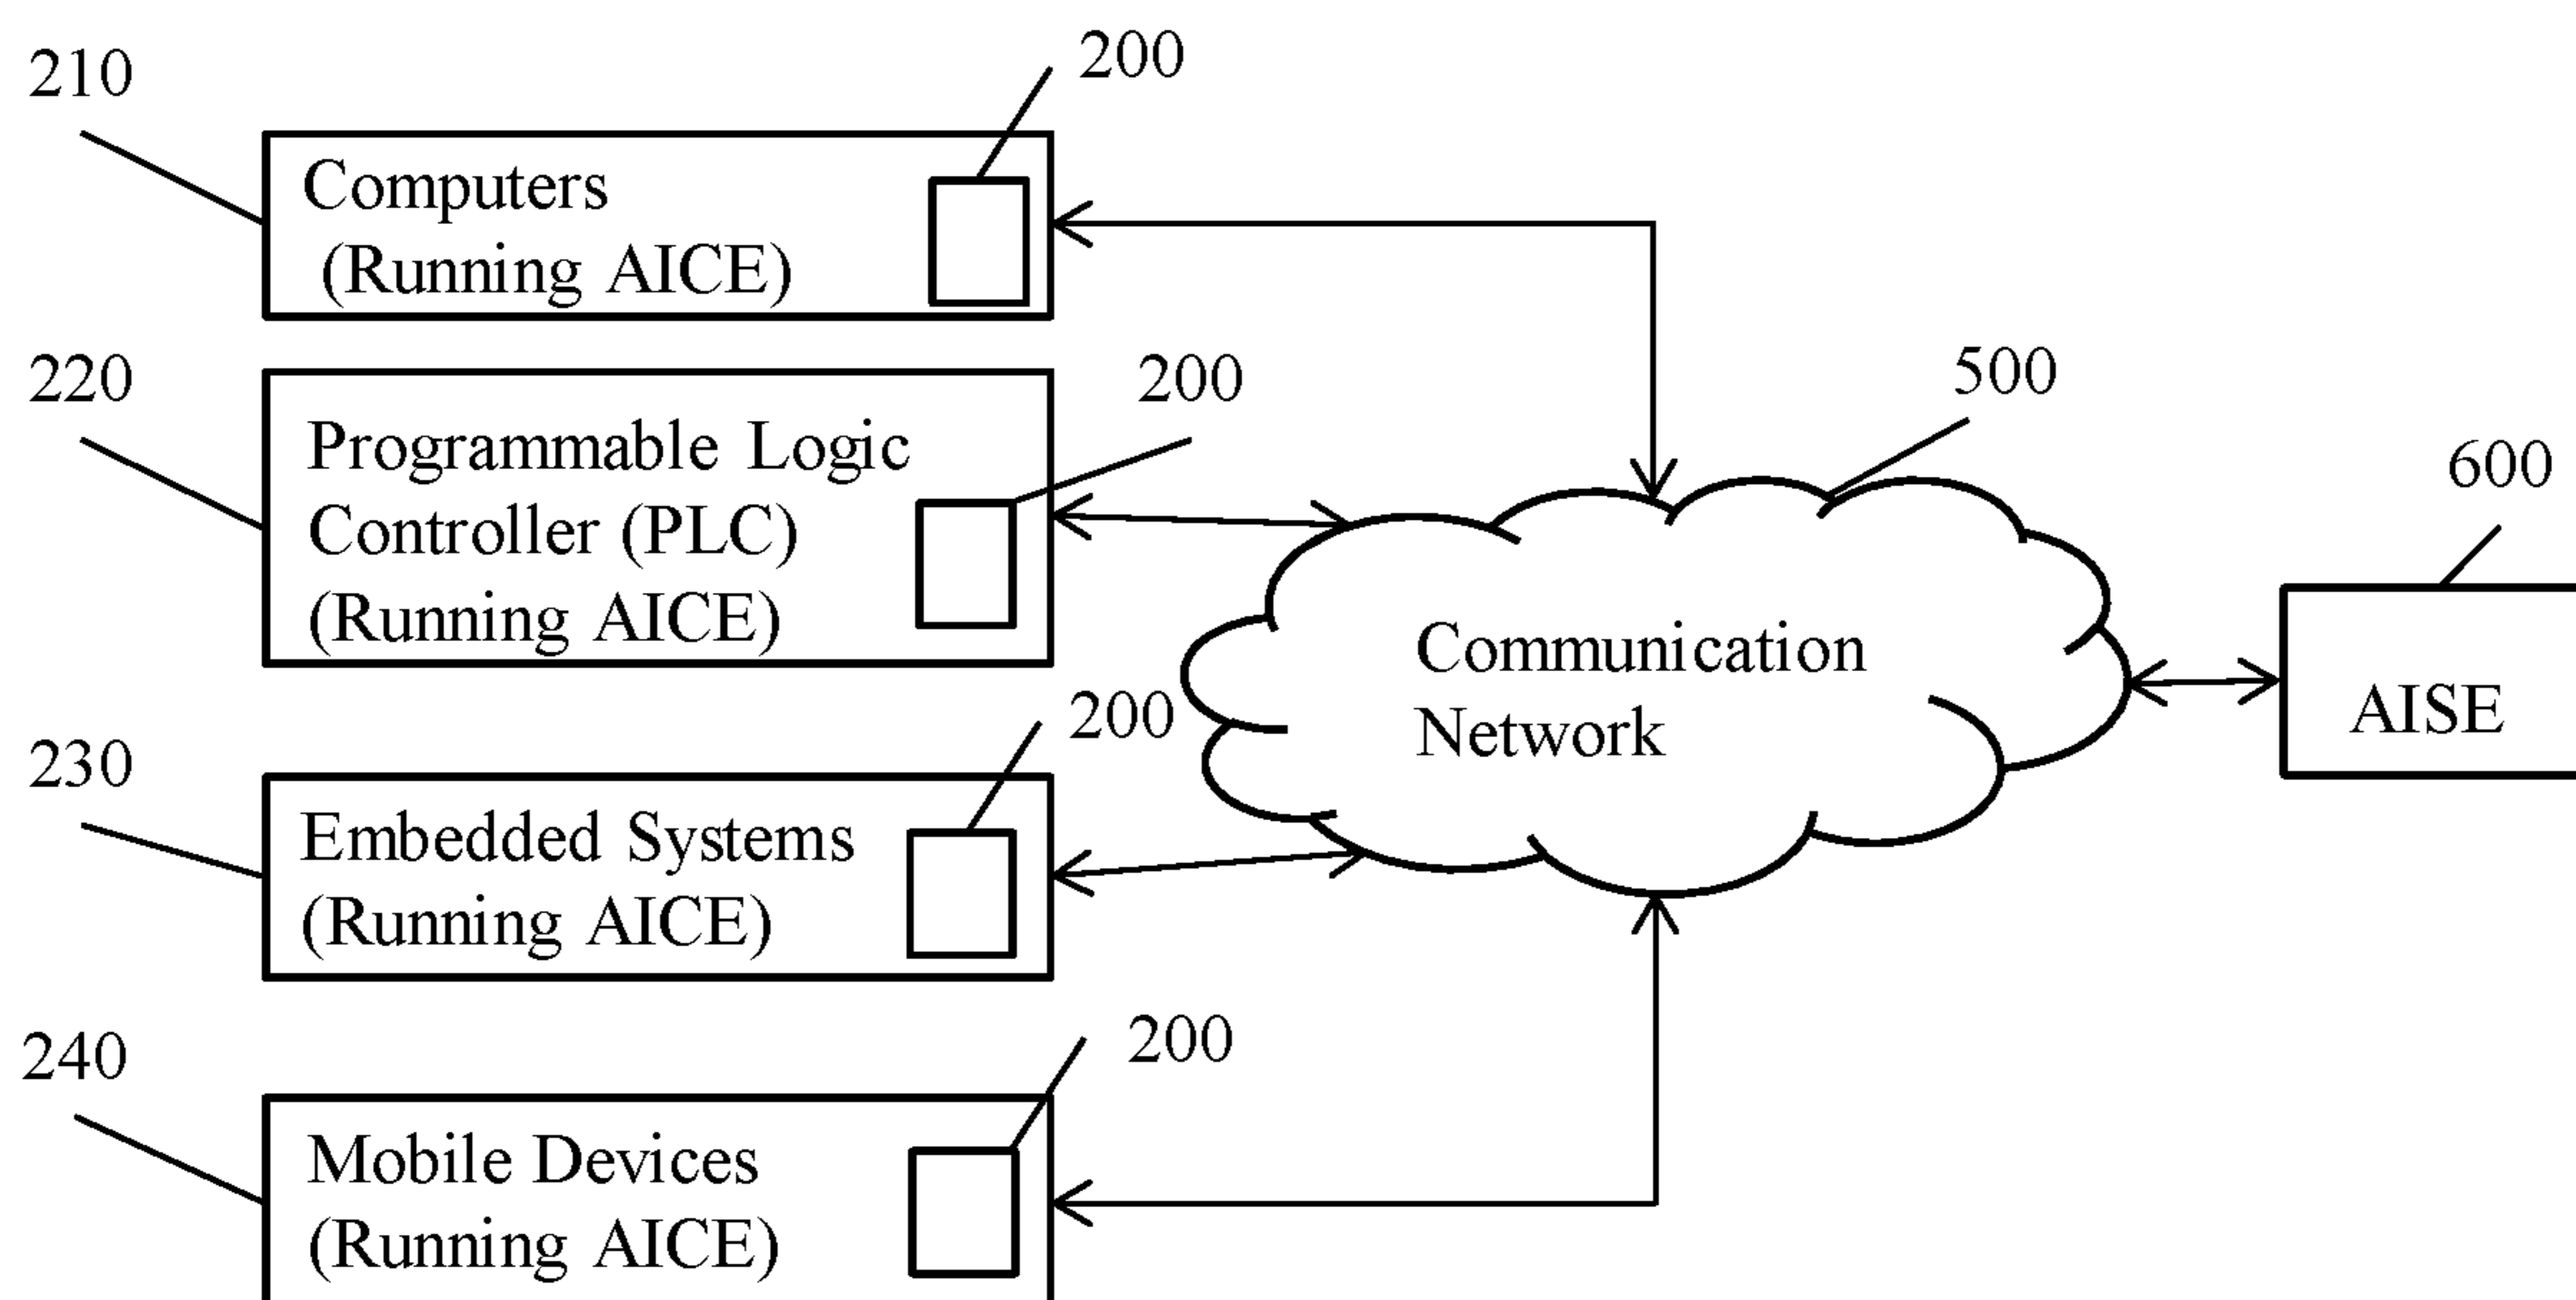 210
200
Computers
(Running AICE)
220
200
Programmable Logic
Controller (PLC)
(Running AICE)
500
600
Communication
Network
AISE
230
200
Embedded Systems
(Running AICE)
240
200
Mobile Devices
(Running AICE)